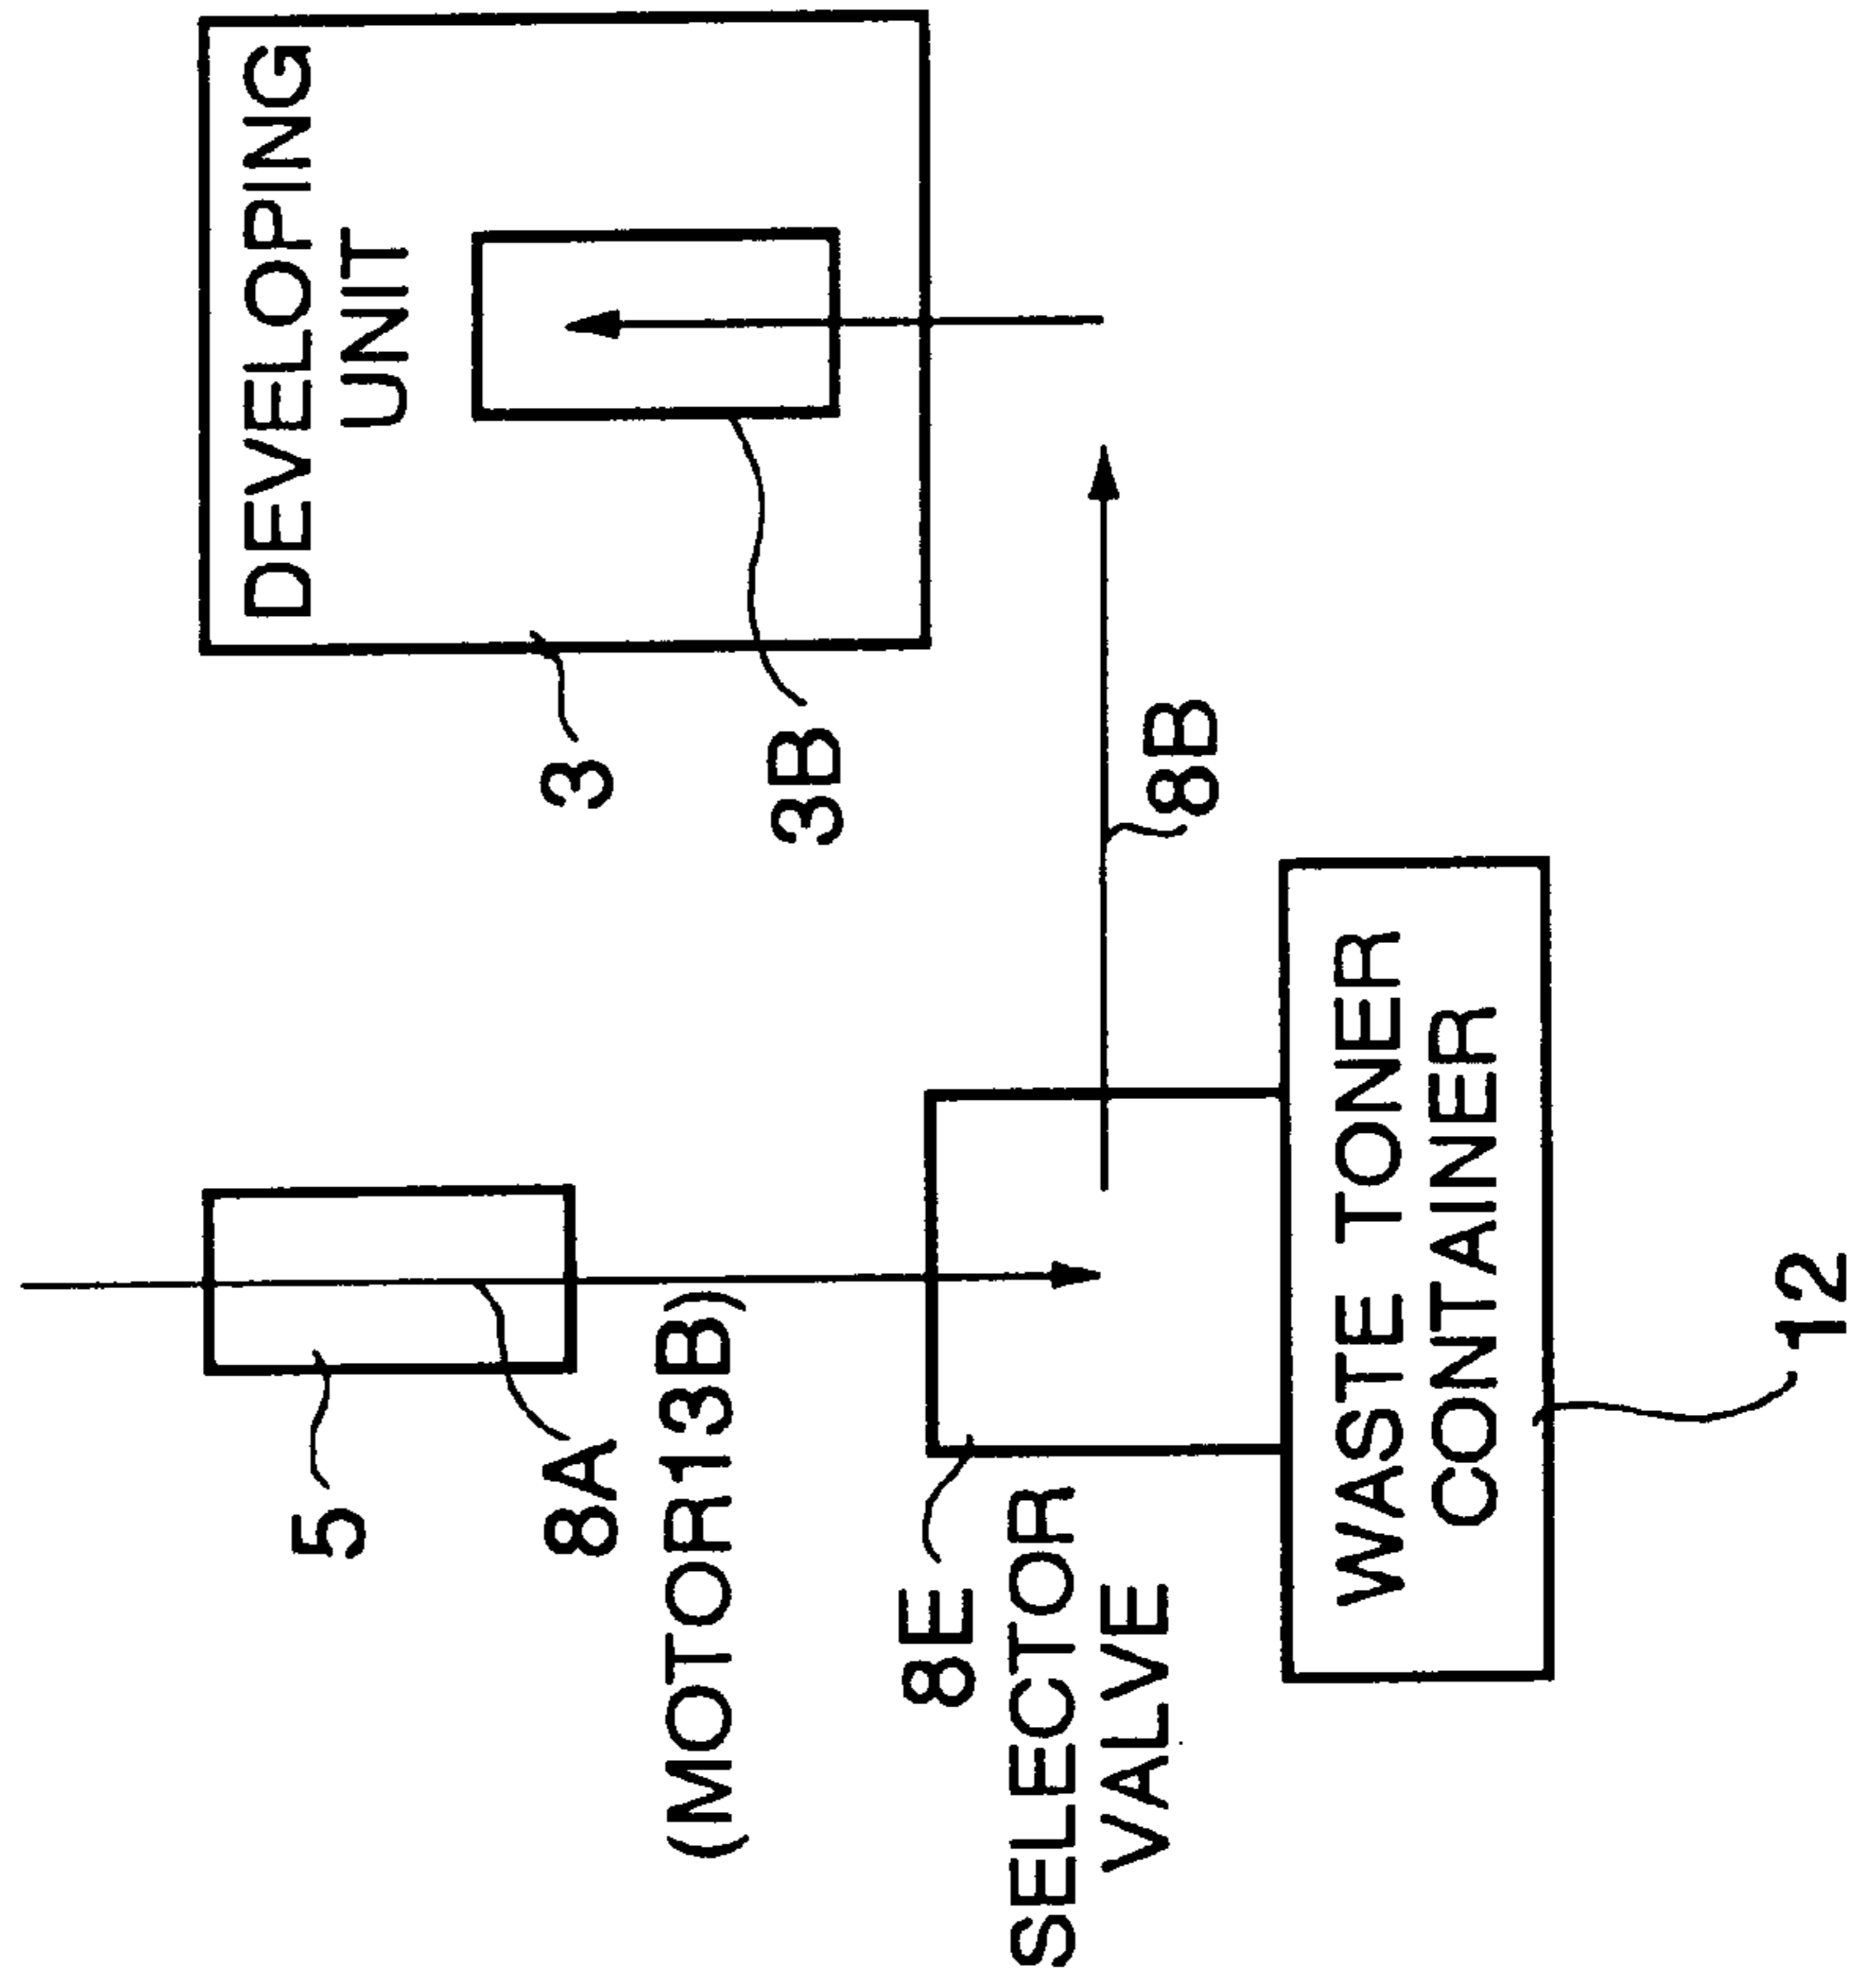 DEVELOPING
UNIT
3
3B
8B
5
8A
(MOTOR13B)
8E
SELECTOR
VALVE
WASTE TONER
CONTAINER
12